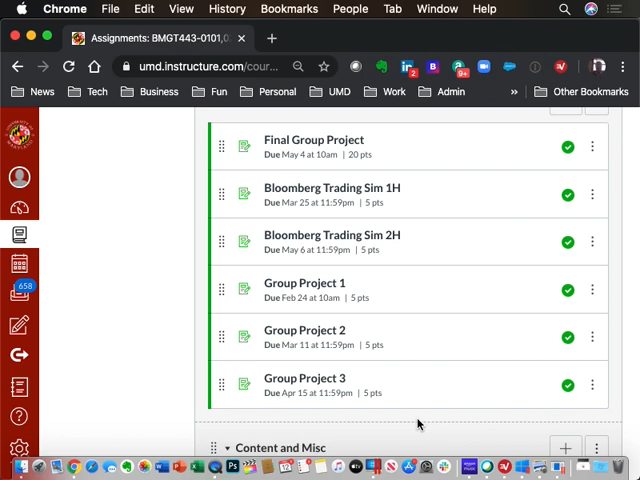 Chrome File Edit View History Bookmarks People Tab Window Help
Assignments: BMGT443-0101,0
umd.instructure.com/cour...
2
9+
News Tech Business Fun Personal UMD Work Admin » Other Bookmarks
Final Group Project
Due May 4 at 10am | 20 pts
Bloomberg Trading Sim 1H
Due Mar 25 at 11:59pm | 5 pts
Bloomberg Trading Sim 2H
Due May 6 at 11:59pm | 5 pts
Group Project 1
Due Feb 24 at 10am | 5 pts
658
Group Project 2
Due Mar 11 at 11:59pm | 5 pts
Group Project 3
Due Apr 15 at 11:59pm | 5 pts
Content and Misc